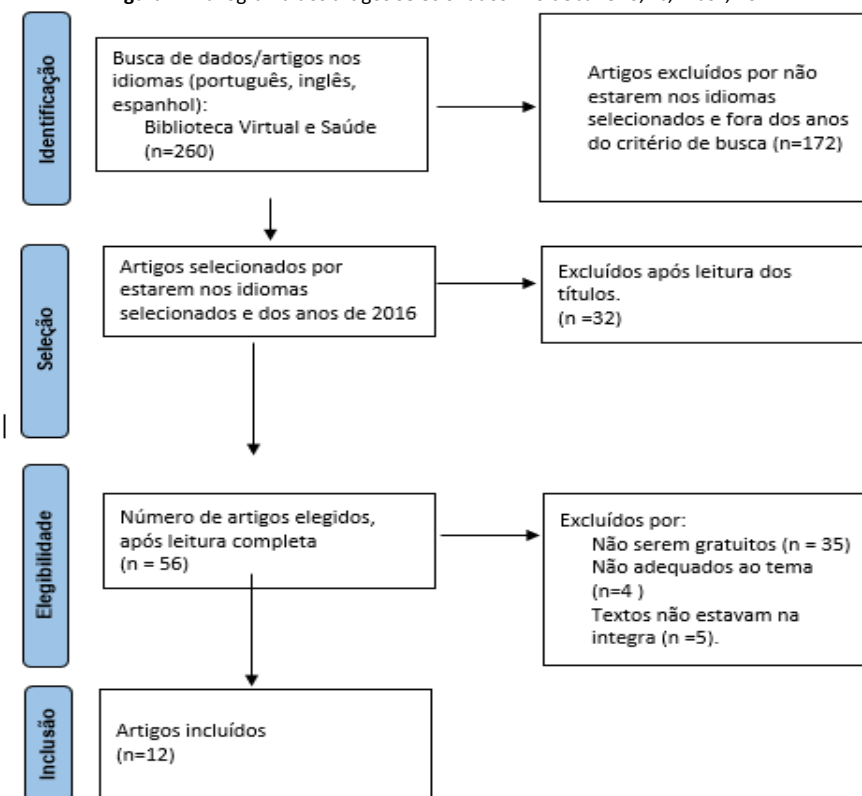 Identificação
Busca de dados/artigos nos
idiomas (português, inglês,
espanhol):
Biblioteca Virtual e Saúde
(n=260)
Artigos excluídos por não
estarem nos idiomas
selecionados e fora dos anos
do critério de busca (n=172)
Seleção
Artigos selecionados por
estarem nos idiomas
selecionados e dos anos de 2016
Excluídos após leitura dos
títulos.
(n =32)
Elegibilidade
Número de artigos elegidos,
após leitura completa
(n = 56)
Excluídos por:
Não serem gratuitos (n = 35)
Não adequados ao tema
(n=4 )
Textos não estavam na
integra (n =5).
Inclusão
Artigos incluídos
(n=12)